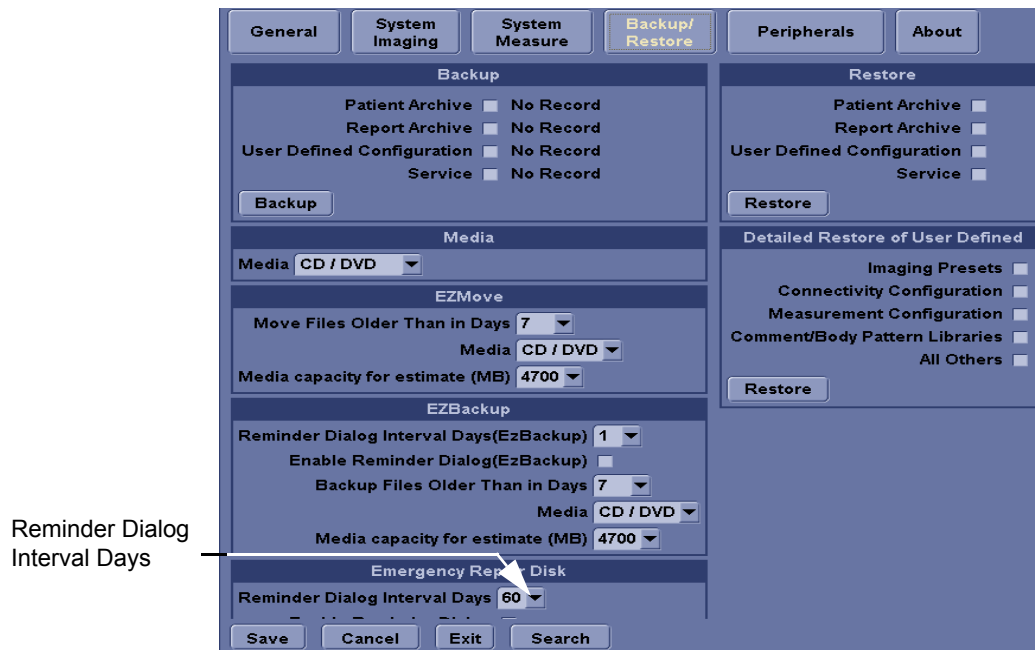 General
System Imaging
System Measure
Backup/ Restore
Peripherals
About
Backup
Patient Archive No Record
Report Archive No Record
User Defined Configuration No Record
Service No Record
Backup
Media
Media CD / DVD
EZMove
Move Files Older Than in Days 7
Media CD / DVD
Media capacity for estimate (MB) 4700
EZBackup
Reminder Dialog Interval Days(EzBackup) 1
Enable Reminder Dialog(EzBackup)
Backup Files Older Than in Days 7
Media CD / DVD
Media capacity for estimate (MB) 4700
Emergency Repair Disk
Reminder Dialog Interval Days 60
Restore
Patient Archive
Report Archive
User Defined Configuration
Service
Restore
Detailed Restore of User Defined
Imaging Presets
Connectivity Configuration
Measurement Configuration
Comment/Body Pattern Libraries
All Others
Restore
Save
Cancel
Exit
Search
Reminder Dialog
Interval Days